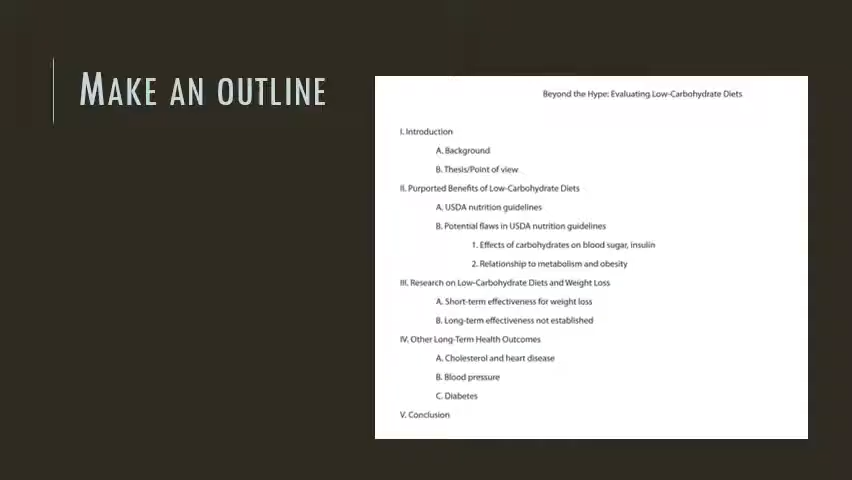 MAKE AN OUTLINE
Beyond the Hype: Evaluating Low-Carbohydrate Diets
I. Introduction
A. Background
B. Thesis/Point of view
II. Purported Benefits of Low-Carbohydrate Diets
A. USDA nutrition guidelines
B. Potential flaws in USDA nutrition guidelines
1. Effects of carbohydrates on blood sugar, insulin
2. Relationship to metabolism and obesity
III. Research on Low-Carbohydrate Diets and Weight Loss
A. Short-term effectiveness for weight loss
B. Long-term effectiveness not established
IV. Other Long-Term Health Outcomes
A. Cholesterol and heart disease
B. Blood pressure
C. Diabetes
V. Conclusion